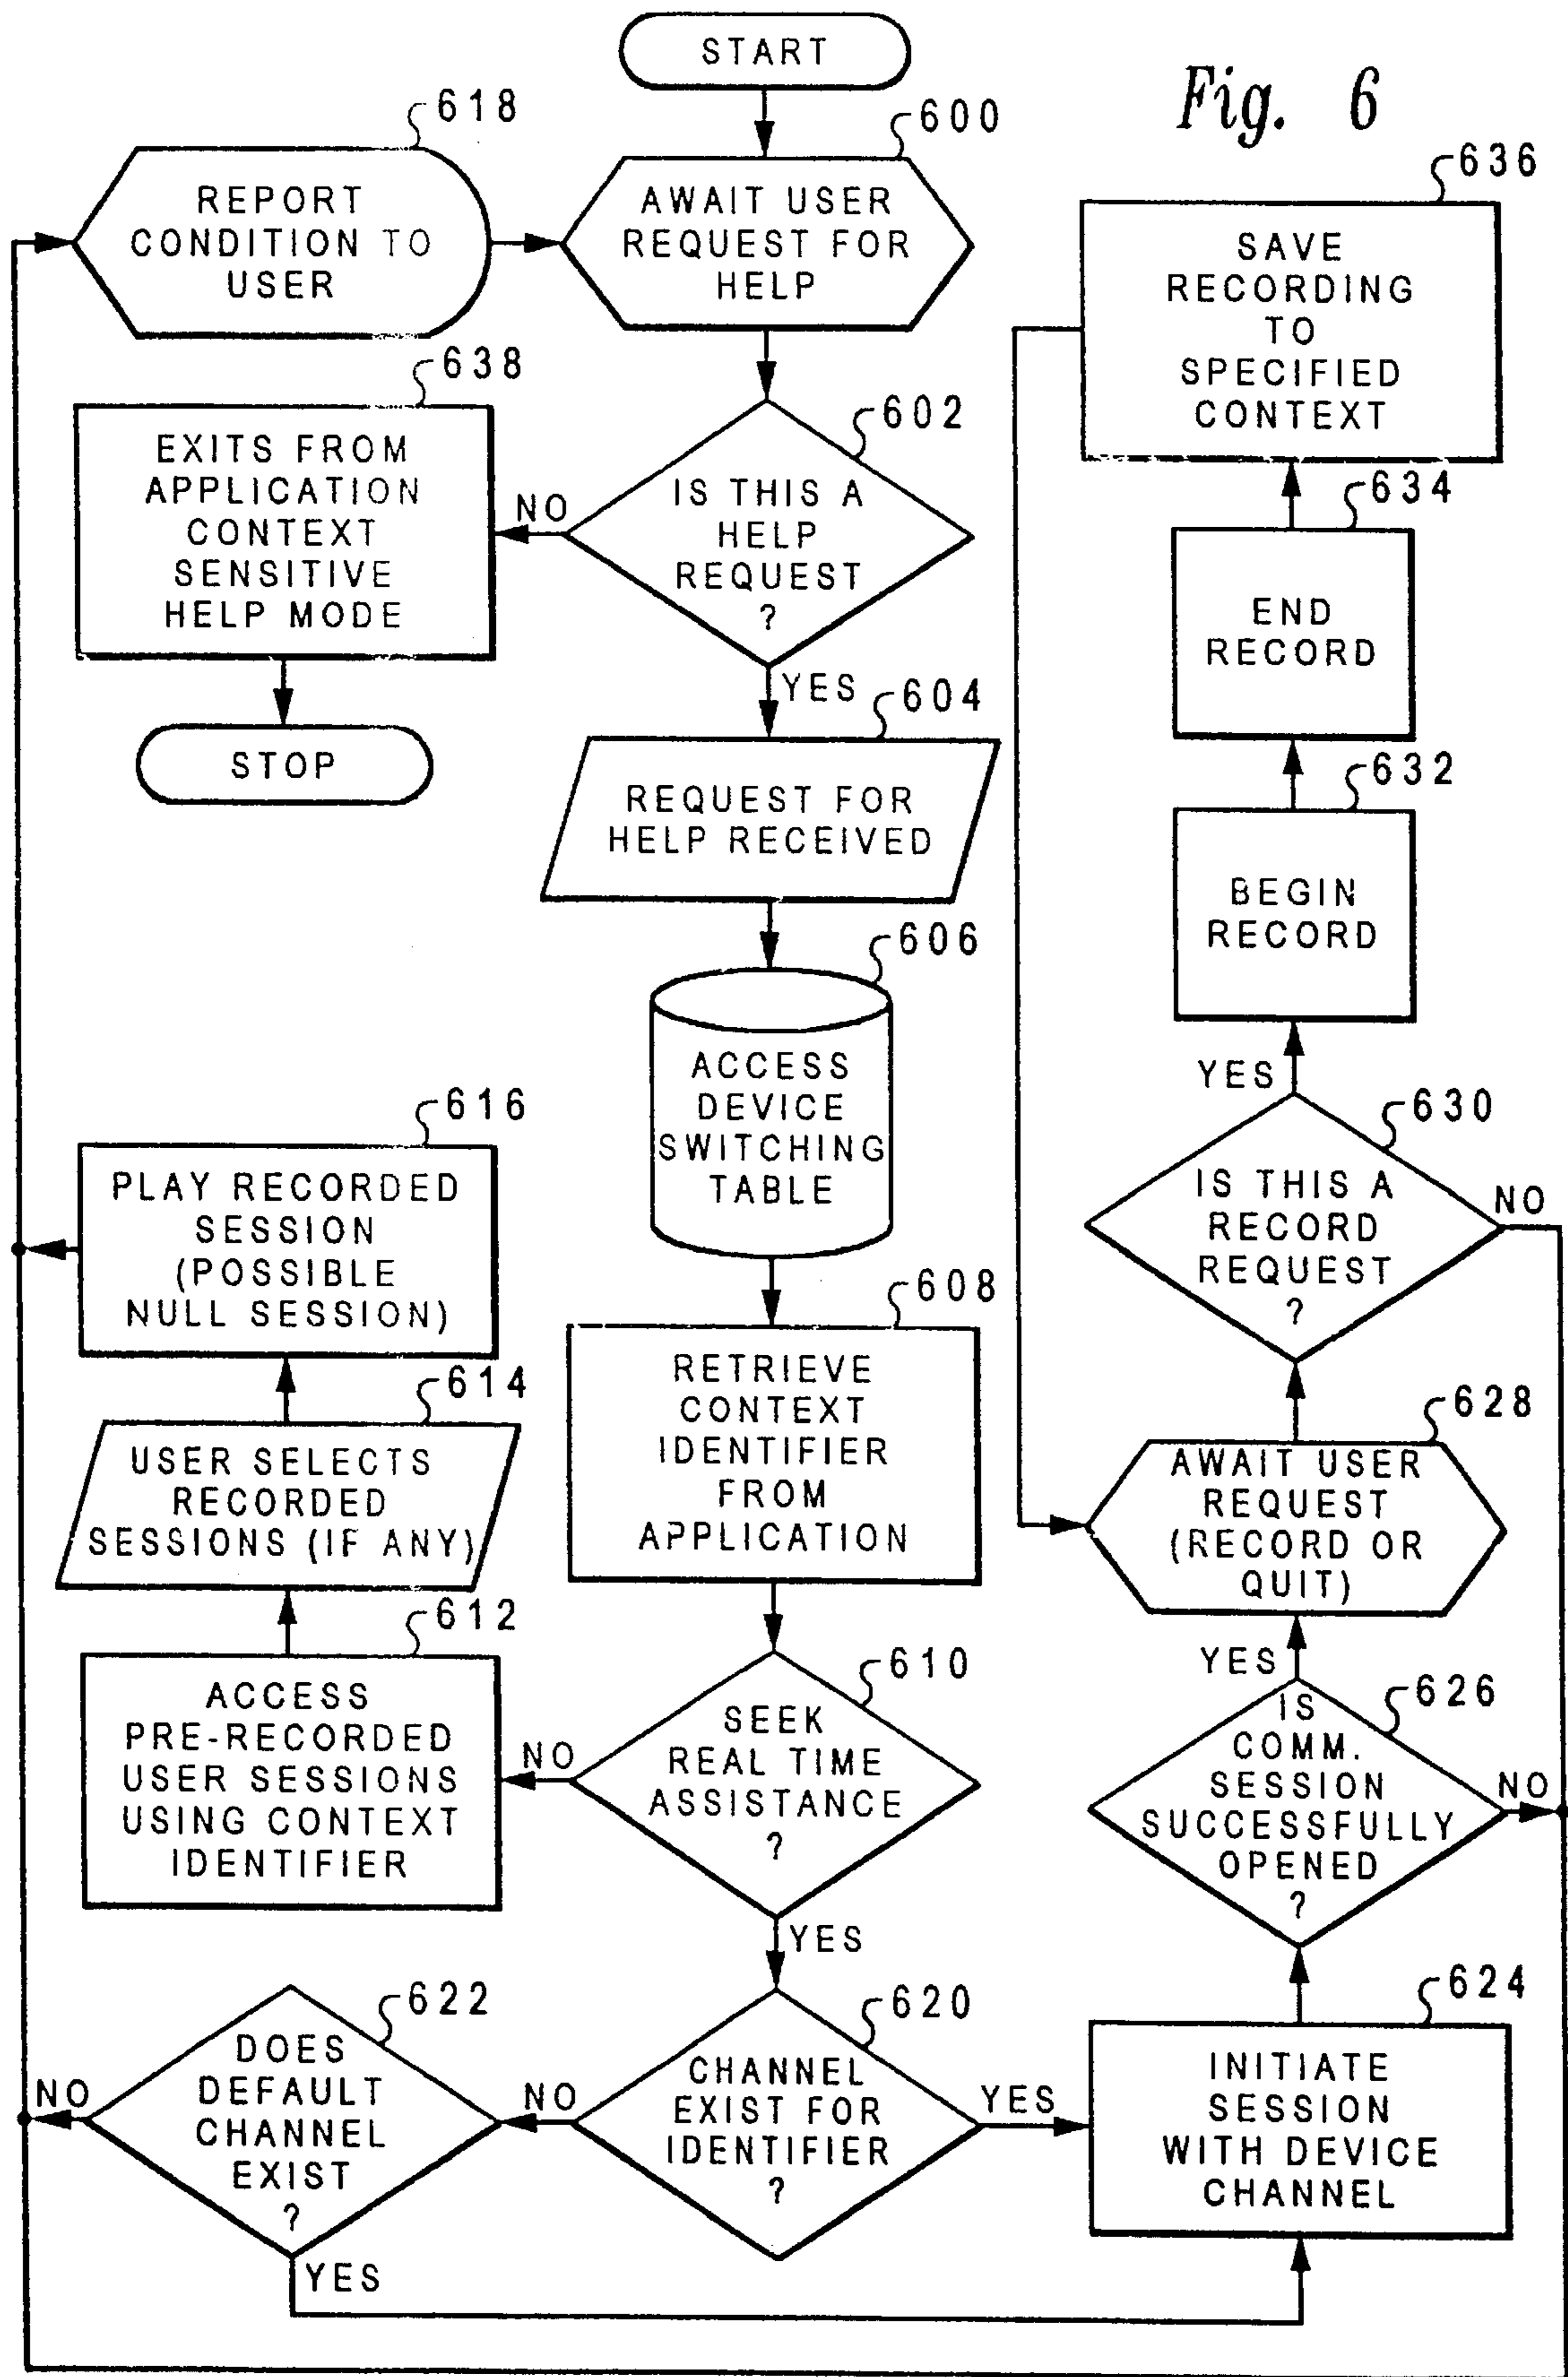 START
Fig. 6
618
REPORT
CONDITION TO
USER
600
AWAIT USER
REQUEST FOR
HELP
638
EXITS FROM
APPLICATION
CONTEXT
SENSITIVE
HELP MODE
STOP
602
IS THIS A
HELP
REQUEST
?
NO
YES
604
REQUEST FOR
HELP RECEIVED
606
ACCESS
DEVICE
SWITCHING
TABLE
608
RETRIEVE
CONTEXT
IDENTIFIER
FROM
APPLICATION
610
SEEK
REAL TIME
ASSISTANCE
?
NO
YES
612
ACCESS
PRE-RECORDED
USER SESSIONS
USING CONTEXT
IDENTIFIER
614
USER SELECTS
RECORDED
SESSIONS (IF ANY)
616
PLAY RECORDED
SESSION
(POSSIBLE
NULL SESSION)
620
CHANNEL
EXIST FOR
IDENTIFIER
?
NO
YES
622
DOES
DEFAULT
CHANNEL
EXIST
?
NO
YES
624
INITIATE
SESSION
WITH DEVICE
CHANNEL
626
IS
COMM.
SESSION
SUCCESSFULLY
OPENED
?
NO
YES
628
AWAIT USER
REQUEST
(RECORD OR
QUIT)
630
IS THIS A
RECORD
REQUEST
?
NO
YES
632
BEGIN
RECORD
634
END
RECORD
636
SAVE
RECORDING
TO
SPECIFIED
CONTEXT